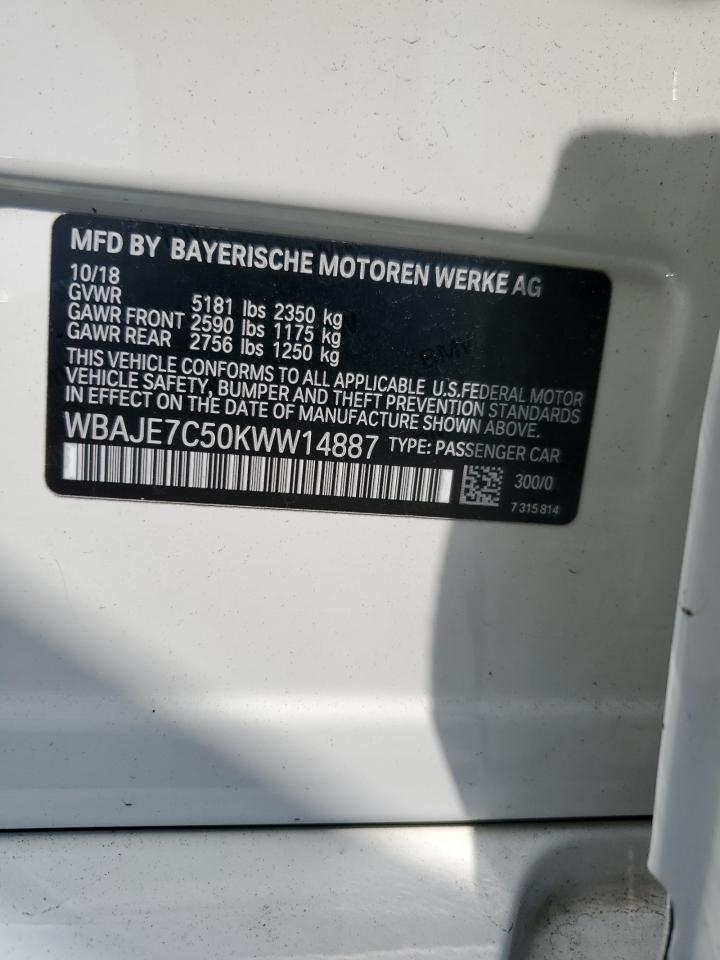 MFD BY BAYERISCHE MOTOREN WERKE AG
10/18
GVWR 5181 lbs 2350 kg
GAWR FRONT 2590 lbs 1175 kg
GAWR REAR 2756 lbs 1250 kg
THIS VEHICLE CONFORMS TO ALL APPLICABLE U.S.FEDERAL MOTOR
VEHICLE SAFETY, BUMPER AND THEFT PREVENTION STANDARDS
IN EFFECT ON DATE OF MANUFACTURE SHOWN ABOVE.
WBAJE7C50KWW14887 TYPE: PASSENGER CAR
300/0
7 315 814
BMW